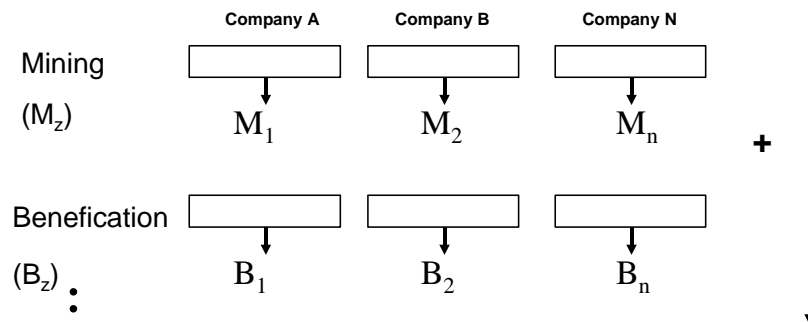 Company A Company B Company N
Mining
(Mz)
M1 M2 Mn
+
Benefication
(Bz)
B1 B2 Bn
: